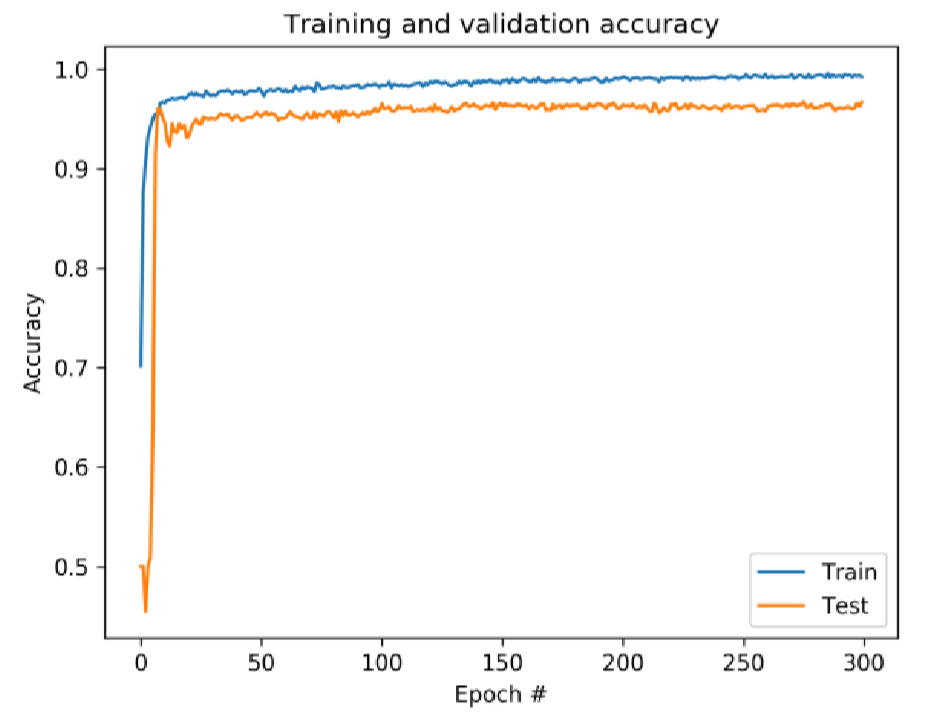 Training and validation accuracy
1.0
0.9
0.8
0.7
0.6
0.5
Accuracy
Train
Test
0 50 100 150 200 250 300
Epoch #